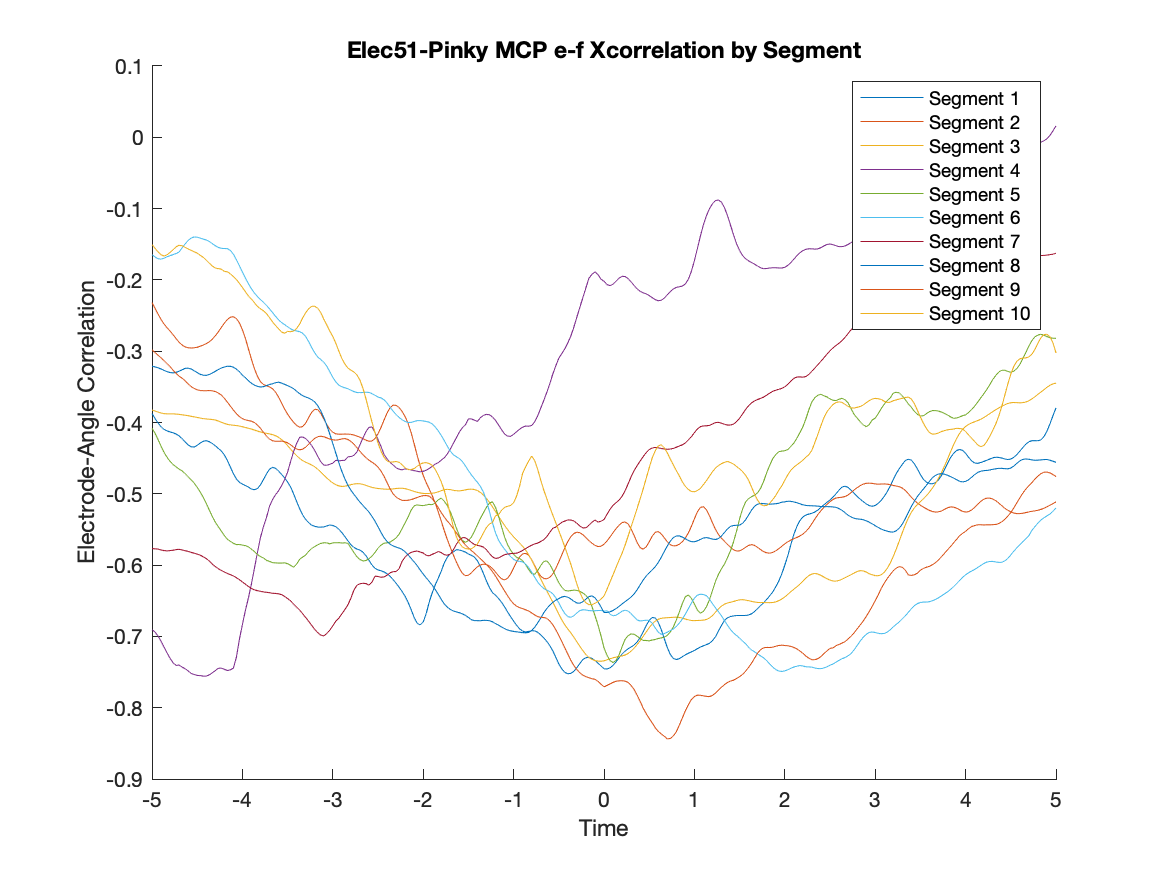 Elec51-Pinky MCP e-f Xcorrelation by Segment
Electrode-Angle Correlation
0.1
0
-0.1
-0.2
-0.3
-0.4
-0.5
-0.6
-0.7
-0.8
-0.9
Segment 1
Segment 2
Segment 3
Segment 4
Segment 5
Segment 6
Segment 7
Segment 8
Segment 9
Segment 10
-5 -4 -3 -2 -1 0 1 2 3 4 5
Time